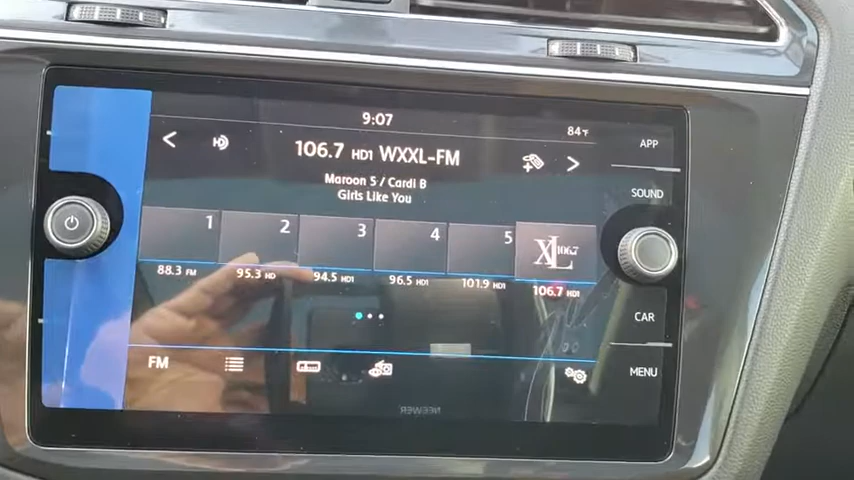 9:07
84°F
APP
106.7 HD1 WXXL-FM
SOUND
Maroon 5 / Cardi B
Girls Like You
1
2
3
4
5
XL106.7
88.3 FM
95.3 HD
94.5 HD1
96.5 HD1
101.9 HD1
106.7 HD1
CAR
FM
MENU
NEEWER